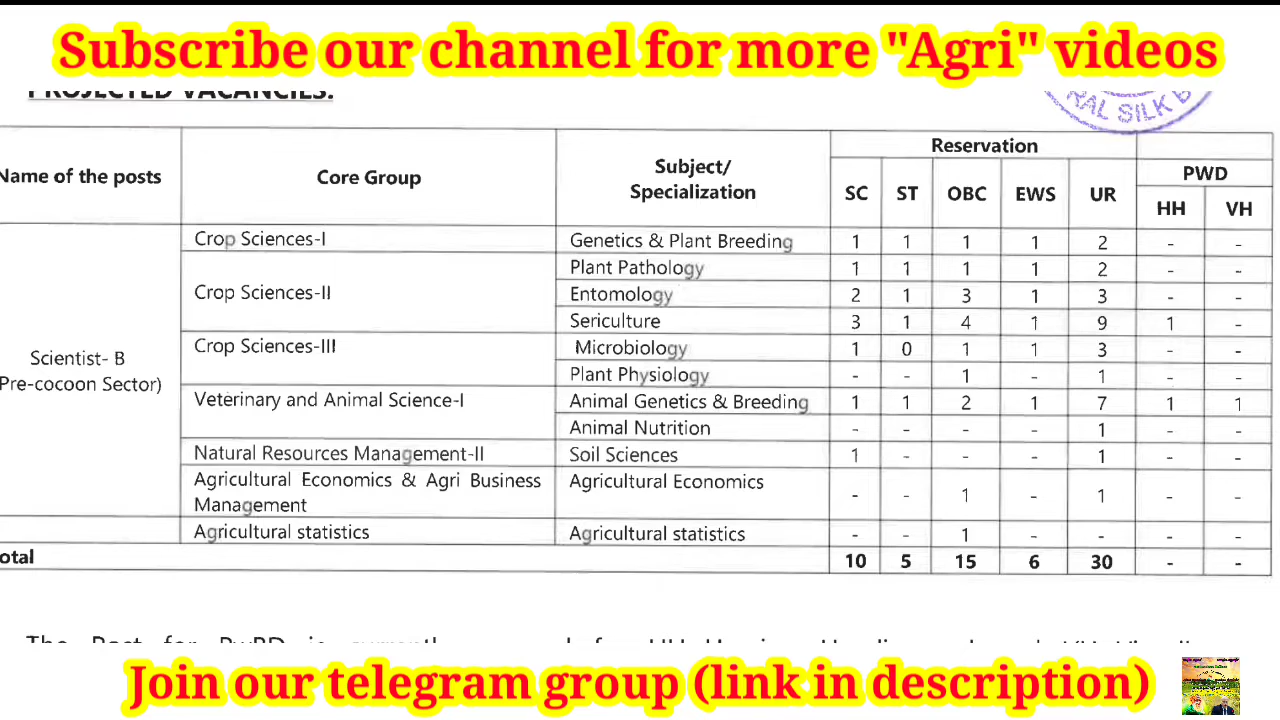 Subscribe our channel for more "Agri" videos
PROJECTED VACANCIES:
RAL SILK B
Reservation
Name of the posts Core Group Subject/ Specialization SC ST OBC EWS UR PWD
HH VH
Crop Sciences-I Genetics & Plant Breeding 1 1 1 1 2 - -
Plant Pathology 1 1 1 1 2 - -
Crop Sciences-II Entomology 2 1 3 1 3 - -
Sericulture 3 1 4 1 9 1 -
Crop Sciences-III Microbiology 1 0 1 1 3 - -
Scientist- B
Pre-cocoon Sector)
Plant Physiology - - 1 - 1 - -
Veterinary and Animal Science-I Animal Genetics & Breeding 1 1 2 1 7 1 1
Animal Nutrition - - - - 1 - -
Natural Resources Management-II Soil Sciences 1 - - - 1 - -
Agricultural Economics & Agri Business
Management Agricultural Economics - - 1 - 1 - -
Agricultural statistics Agricultural statistics - - 1 - - - -
otal 10 5 15 6 30 - -
Join our telegram group (link in description)